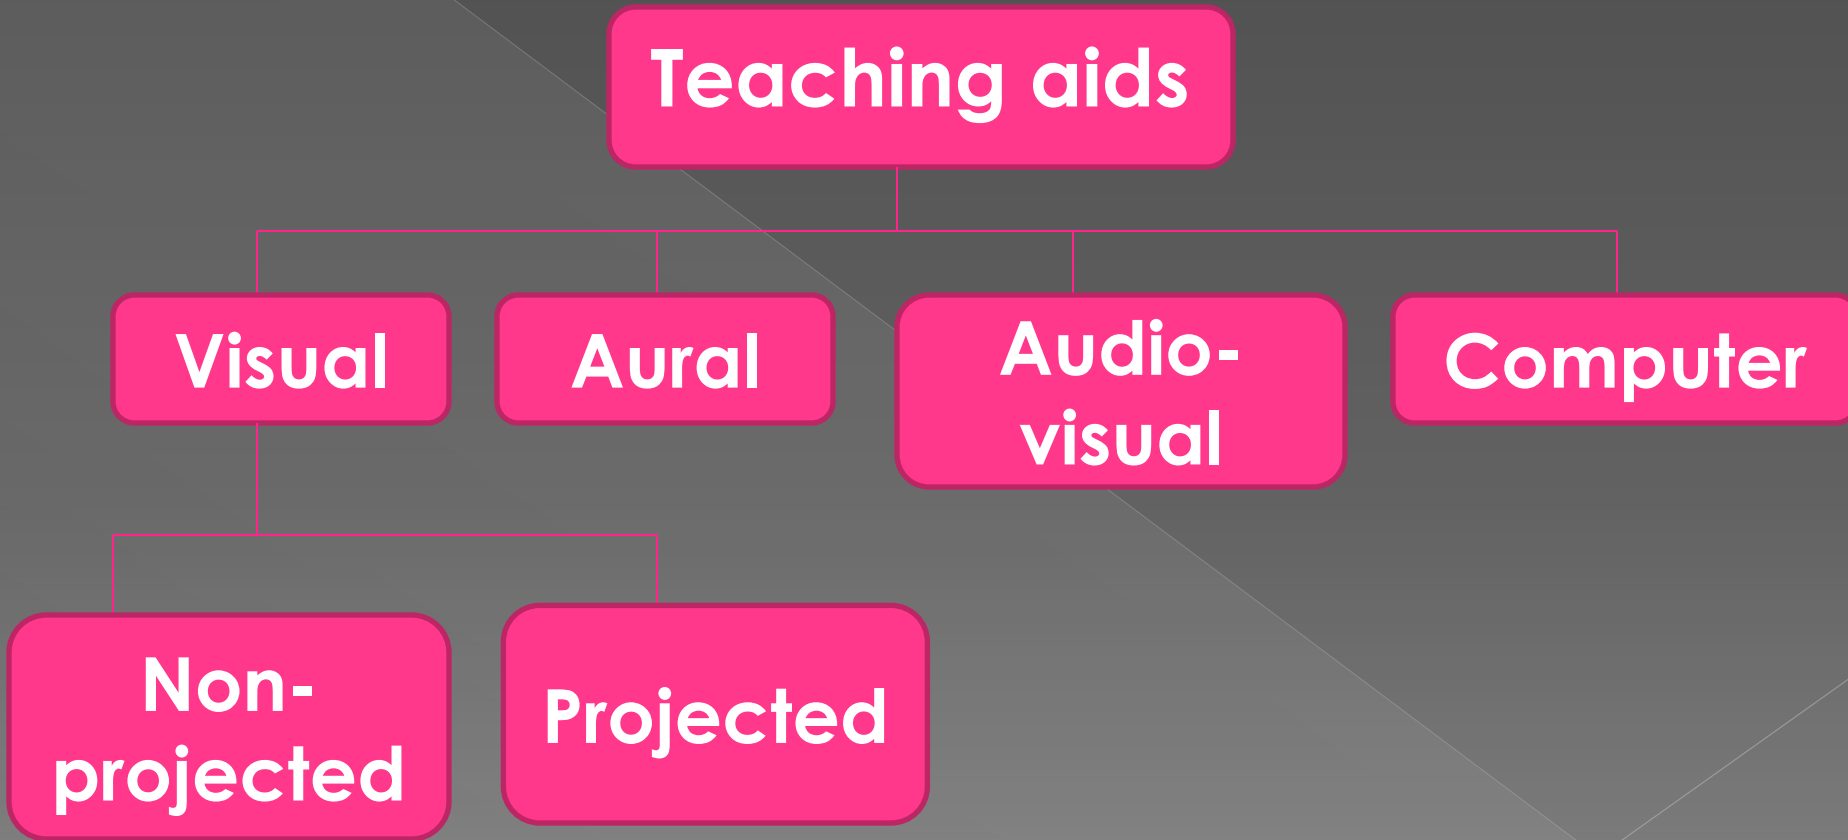 Teaching aids
Visual
Aural
Audio-
visual
Computer
Non-
projected
Projected